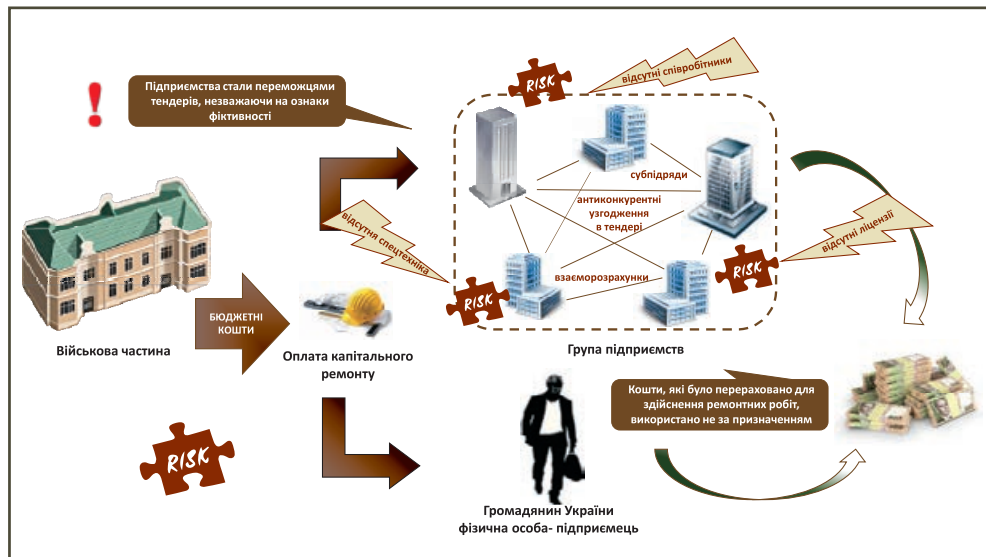 Підприємства стали переможцями
тендерів, незважаючи на ознаки
фіктивності
RISK
відсутні співробітники
субпідряди
антиконкурентні
узгодження
в тендері
взаєморозрахунки
відсутня спецтехніка
відсутні ліцензії
RISK
RISK
БЮДЖЕТНІ
КОШТИ
Військова частина
Оплата капітального
ремонту
Група підприємств
Кошти, які було перераховано для
здійснення ремонтних робіт,
використано не за призначенням
RISK
Громадянин України
фізична особа- підприємець